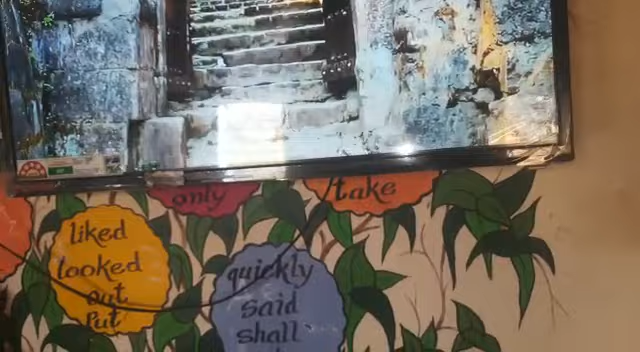 only
take
liked
looked
out
Put
quickly
said
shall